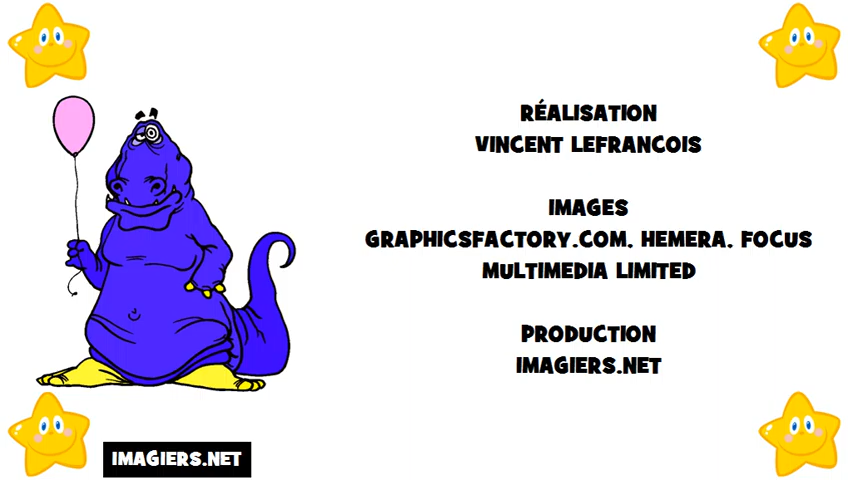 RÉALISATION
VINCENT LEFRANCOIS
IMAGES
GRAPHICSFACTORY.COM, HEMERA, FOCUS
MULTIMEDIA LIMITED
PRODUCTION
IMAGIERS.NET
IMAGIERS.NET